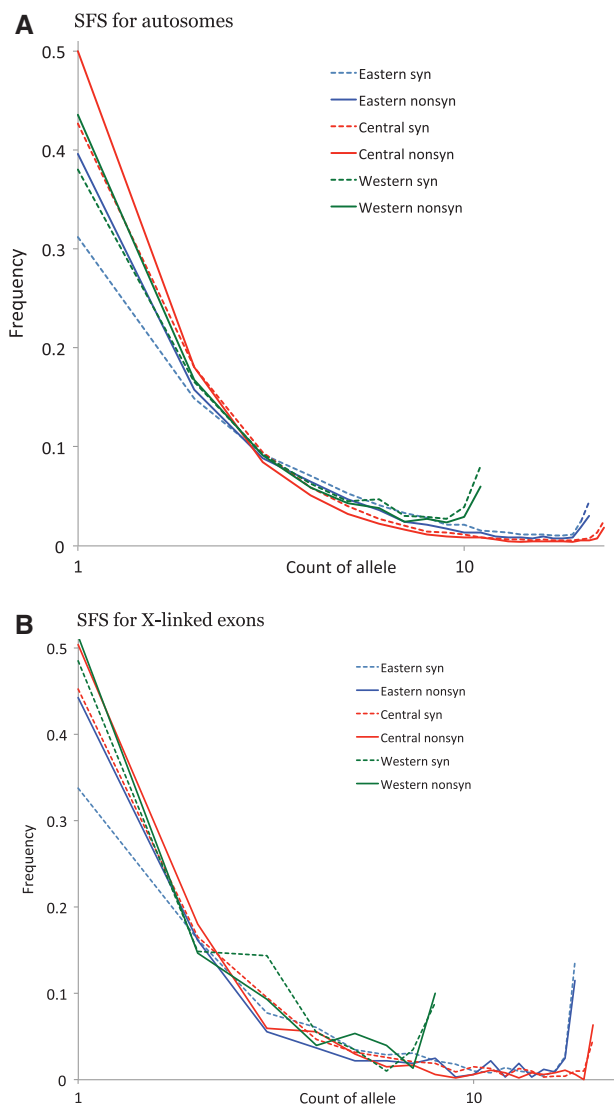 A
SFS for autosomes
0.5
0.4
0.3
0.2
0.1
0
Frequency
1
Count of allele
10
Eastern syn
Eastern nonsyn
Central syn
Central nonsyn
Western syn
Western nonsyn
B
SFS for X-linked exons
0.5
0.4
0.3
0.2
0.1
0
Frequency
1
Count of allele
10
Eastern syn
Eastern nonsyn
Central syn
Central nonsyn
Western syn
Western nonsyn